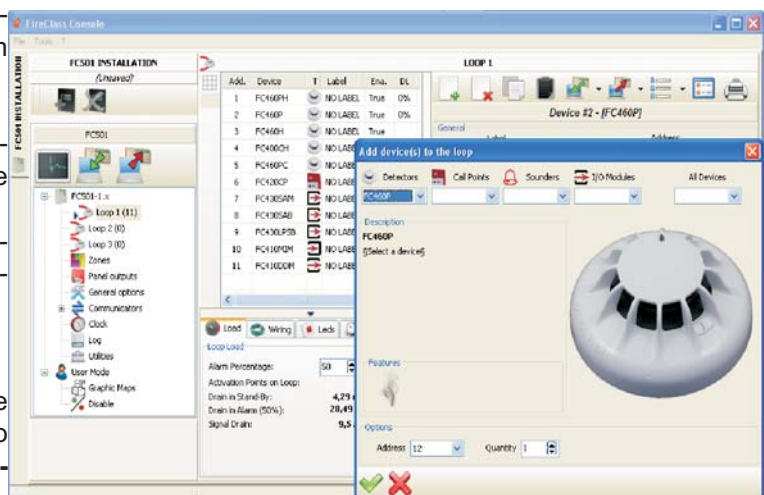 FireClass Console
File Tools ?
FC501 INSTALLATION
FC501 INSTALLATION
(Unsaved)
FC501
FC501-1.x
Loop 1 (11)
Loop 2 (0)
Loop 3 (0)
Zones
Panel outputs
General options
Communicators
Clock
Log
Utilities
User Mode
Graphic Maps
Disable
LOOP 1
Add. Device T Label Ena. DL
1 FC460PH NO LABEL True 0%
2 FC460P NO LABEL True 0%
3 FC460H NO LABEL True
4 FC400CH NO LABE
5 FC460PC NO LABE
6 FC420CP NO LABE
7 FC430SAM NO LABE
8 FC430SAB NO LABE
9 FC430LPSB NO LABE
10 FC410MIM NO LABE
11 FC410DDM NO LABE
Load Wiring Leds
Loop Load
Alarm Percentage: 50
Activation Points on Loop:
Drain in Stand-By: 4,29
Drain in Alarm (50%): 28,49
Signal Drain: 9,5
Device #2 - [FC460P]
General
Label Address
Add device(s) to the loop
Detectors Call Points Sounders I/O Modules All Devices
FC460P
Description
FC460P
§Select a device§
Features
Options
Address 12 Quantity 1